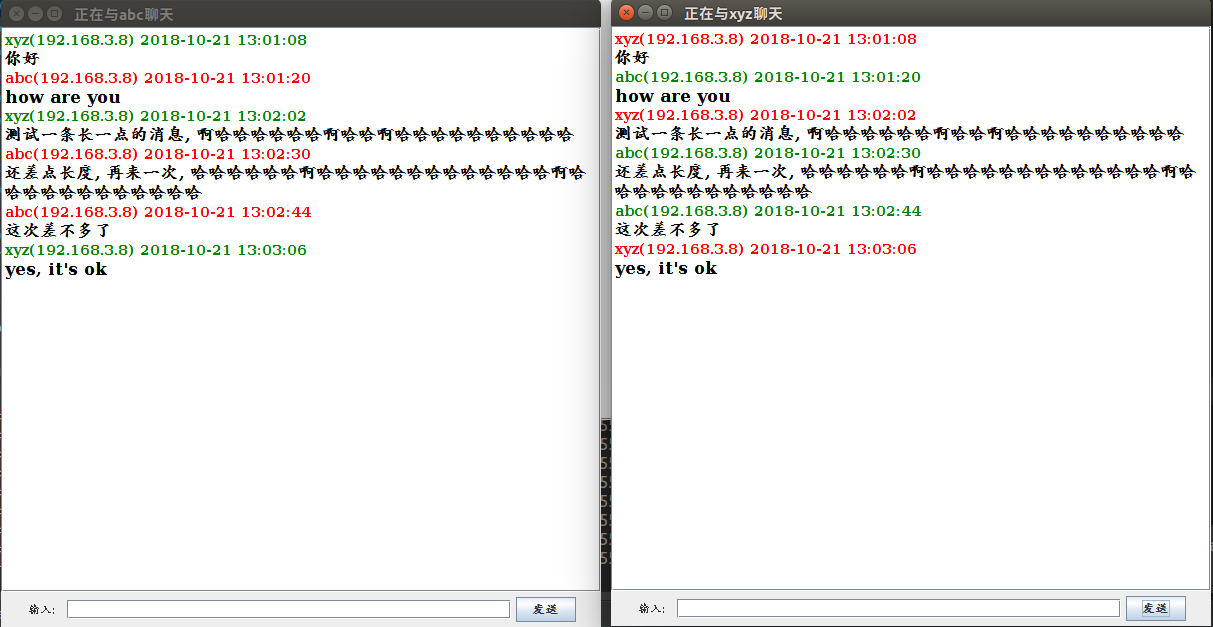 正在与abc聊天
xyz(192.168.3.8) 2018-10-21 13:01:08
你好
abc(192.168.3.8) 2018-10-21 13:01:20
how are you
xyz(192.168.3.8) 2018-10-21 13:02:02
测试一条长一点的消息, 啊哈哈哈哈哈哈啊哈哈啊哈哈哈哈哈哈哈哈哈哈
abc(192.168.3.8) 2018-10-21 13:02:30
还差点长度, 再来一次, 哈哈哈哈哈哈啊哈哈哈哈哈哈哈哈哈哈哈哈哈啊哈
哈哈哈哈哈哈哈哈哈哈哈
abc(192.168.3.8) 2018-10-21 13:02:44
这次差不多了
xyz(192.168.3.8) 2018-10-21 13:03:06
yes, it's ok
输入:
发送
正在与xyz聊天
xyz(192.168.3.8) 2018-10-21 13:01:08
你好
abc(192.168.3.8) 2018-10-21 13:01:20
how are you
xyz(192.168.3.8) 2018-10-21 13:02:02
测试一条长一点的消息, 啊哈哈哈哈哈哈啊哈哈啊哈哈哈哈哈哈哈哈哈哈
abc(192.168.3.8) 2018-10-21 13:02:30
还差点长度, 再来一次, 哈哈哈哈哈哈啊哈哈哈哈哈哈哈哈哈哈哈哈哈啊哈
哈哈哈哈哈哈哈哈哈哈哈
abc(192.168.3.8) 2018-10-21 13:02:44
这次差不多了
xyz(192.168.3.8) 2018-10-21 13:03:06
yes, it's ok
输入:
发送